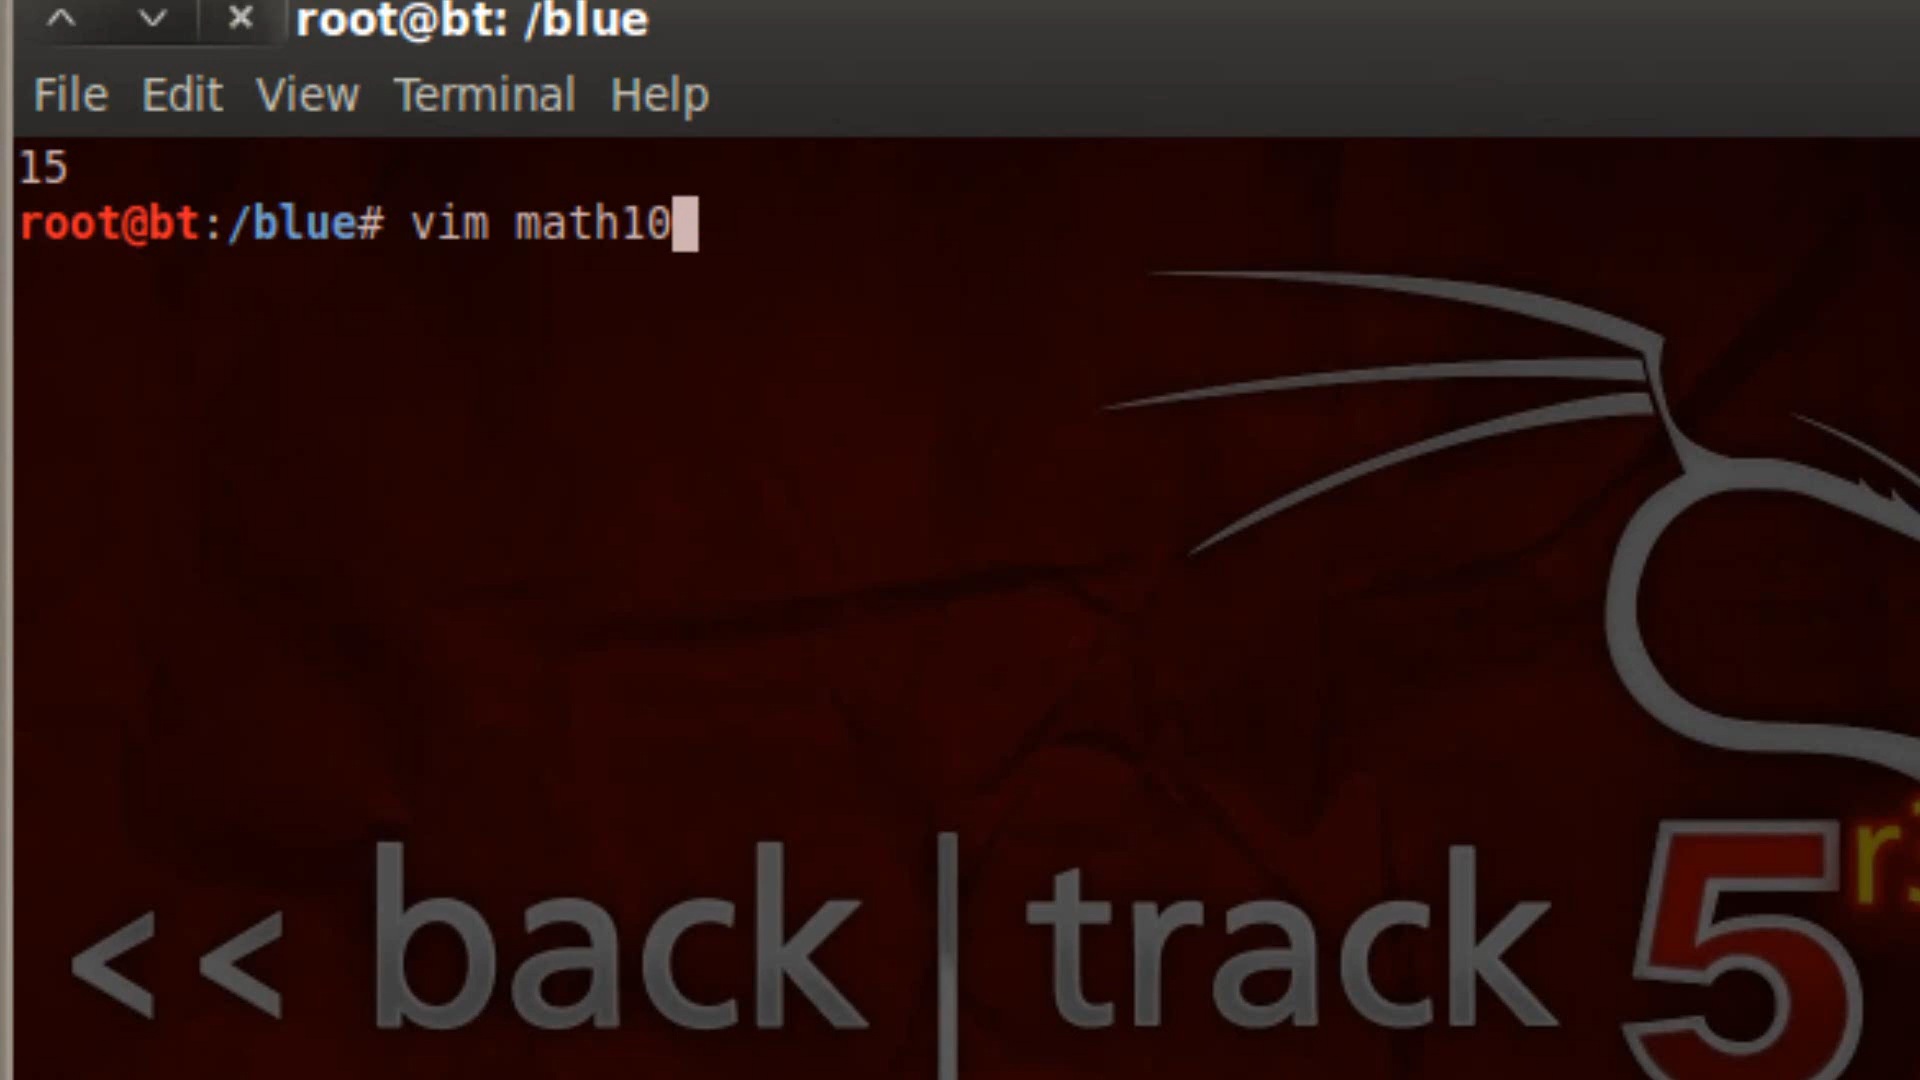 root@bt: /blue
File Edit View Terminal Help
15
root@bt:/blue# vim math10
<< back | track 5